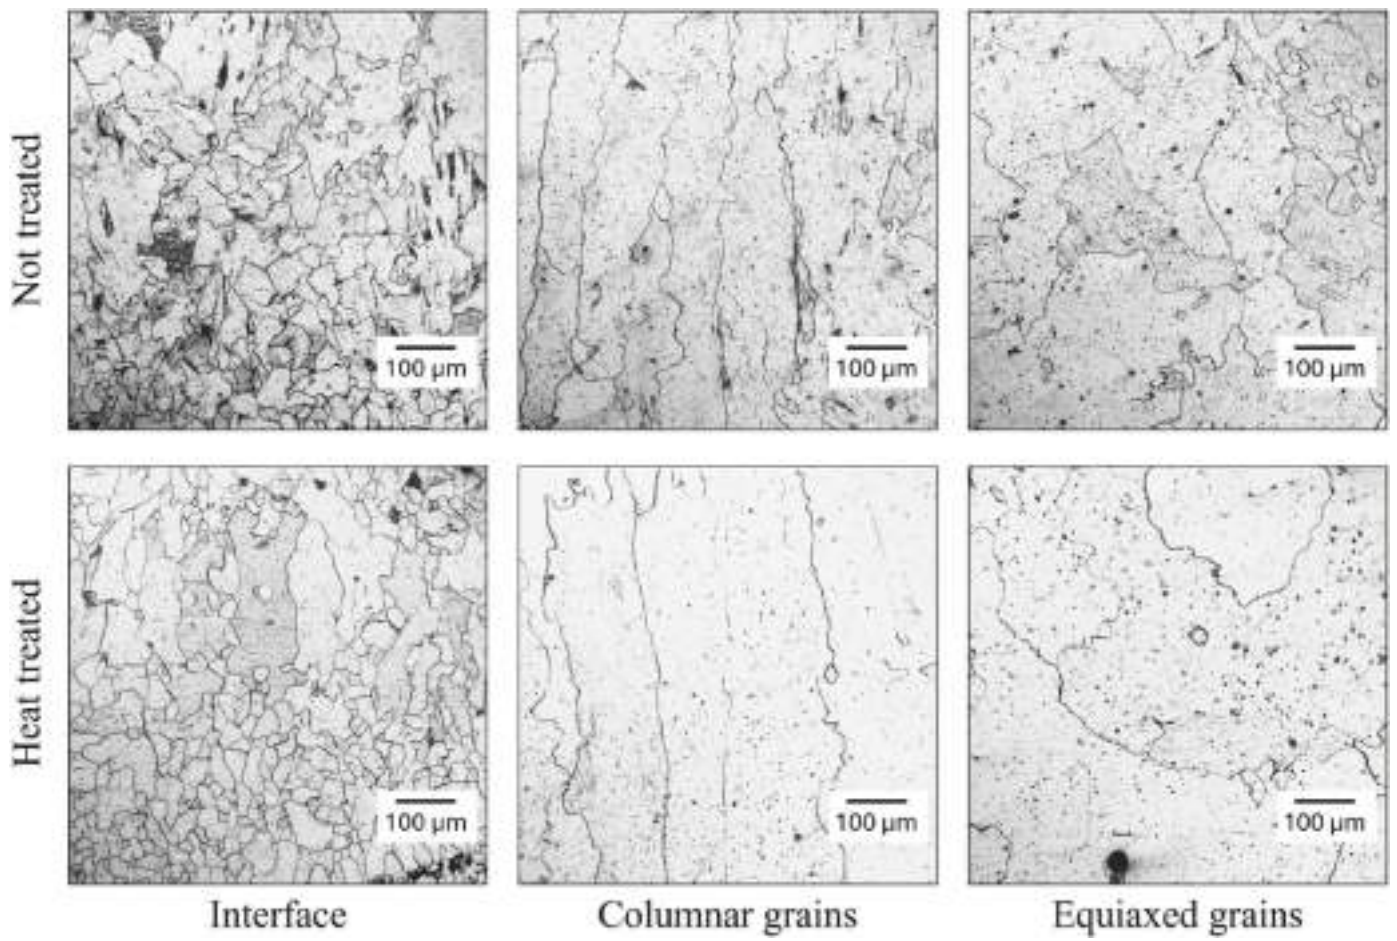 Not treated
100 µm
100 µm
100 µm
Heat treated
100 µm
100 µm
100 µm
Interface
Columnar grains
Equiaxed grains